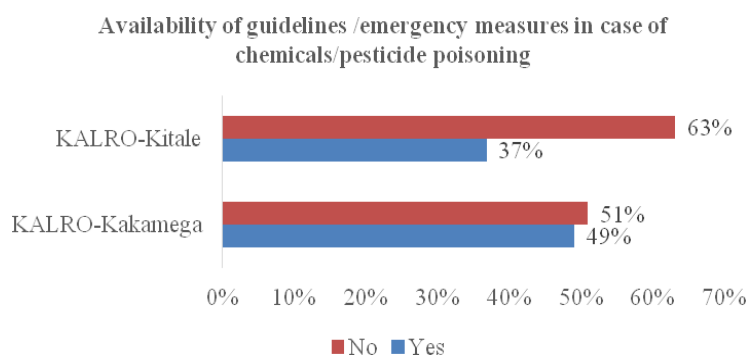 Availability of guidelines /emergency measures in case of
chemicals/pesticide poisoning
KALRO-Kitale
63%
37%
KALRO-Kakamega
51%
49%
0% 10% 20% 30% 40% 50% 60% 70%
No Yes